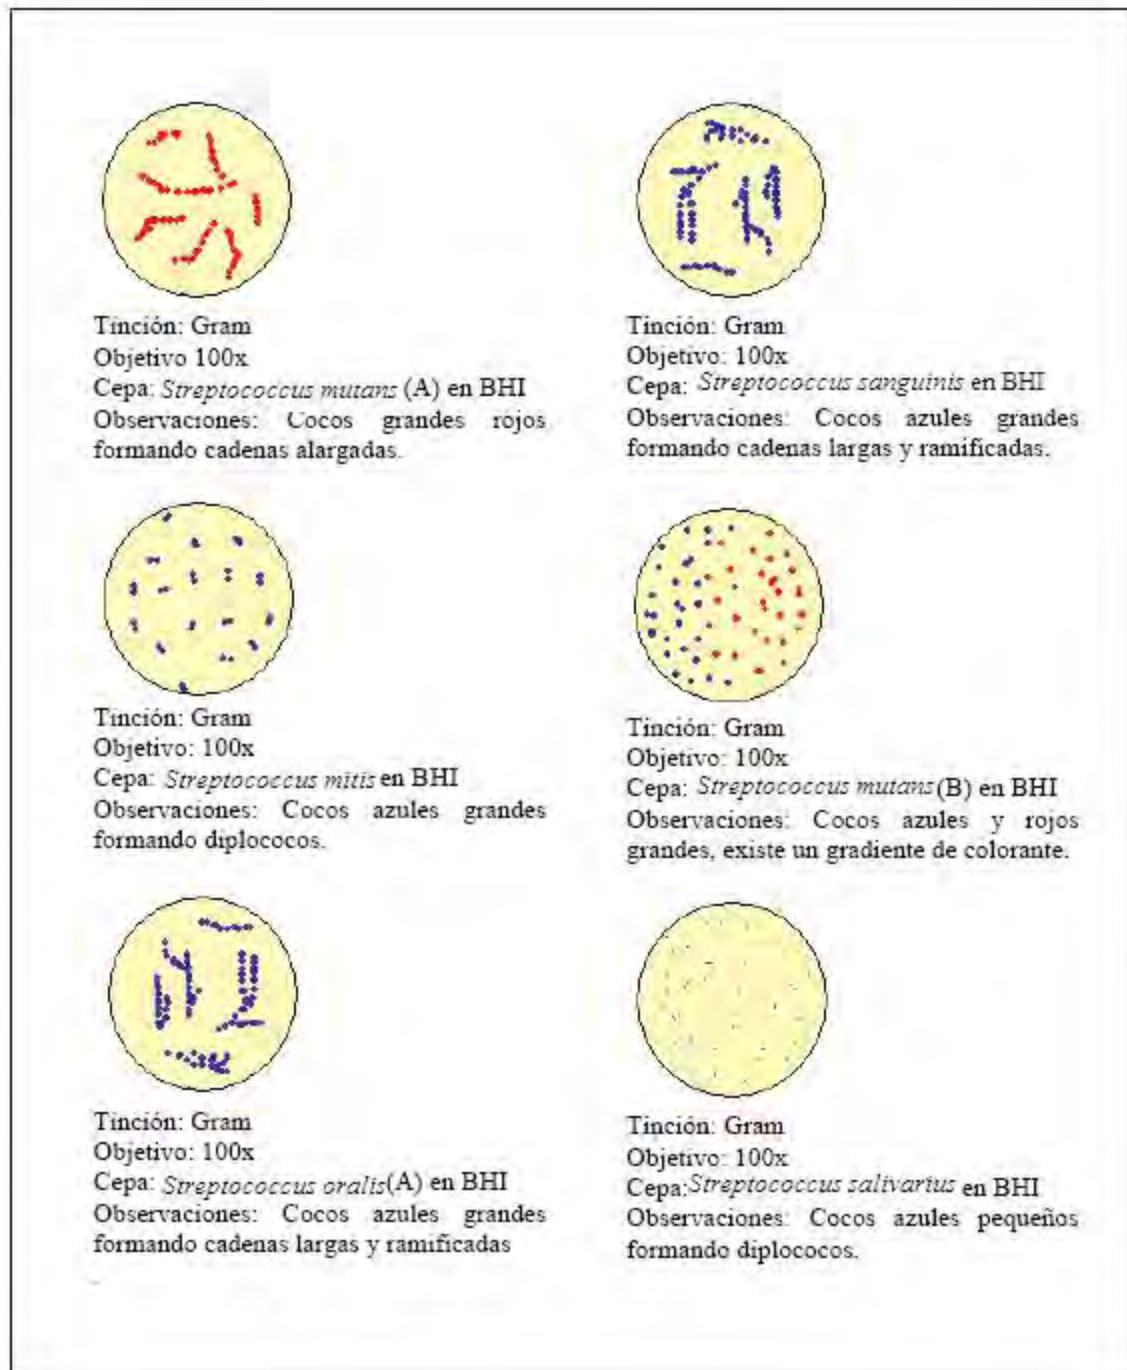 Tinción: Gram
Objetivo 100x
Cepa: Streptococcus mutans (A) en BHI
Observaciones: Cocos grandes rojos
formando cadenas alargadas.
Tinción: Gram
Objetivo: 100x
Cepa: Streptococcus sanguinis en BHI
Observaciones: Cocos azules grandes
formando cadenas largas y ramificadas.
Tinción: Gram
Objetivo: 100x
Cepa: Streptococcus mitis en BHI
Observaciones: Cocos azules grandes
formando diplococos.
Tinción: Gram
Objetivo: 100x
Cepa: Streptococcus mutans(B) en BHI
Observaciones: Cocos azules y rojos
grandes, existe un gradiente de colorante.
Tinción: Gram
Objetivo: 100x
Cepa: Streptococcus oralis(A) en BHI
Observaciones: Cocos azules grandes
formando cadenas largas y ramificadas
Tinción: Gram
Objetivo: 100x
Cepa:Streptococcus salivarius en BHI
Observaciones: Cocos azules pequeños
formando diplococos.